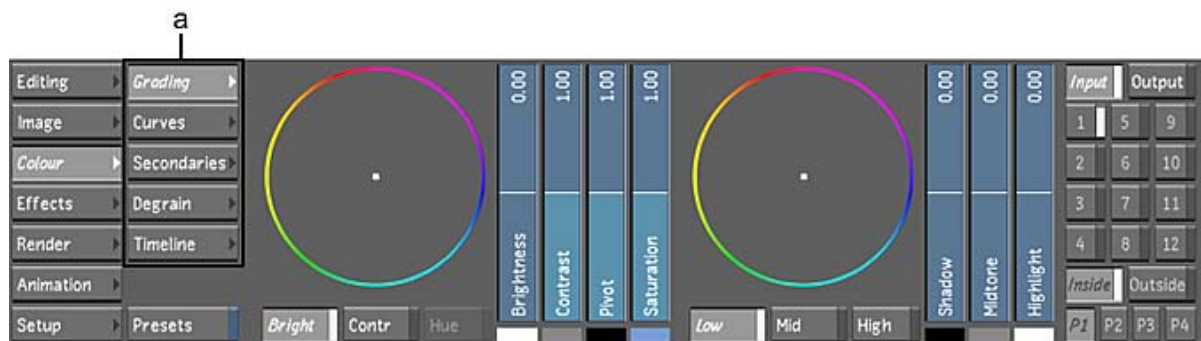 a
Editing
Image
Colour
Effects
Render
Animation
Setup
Grading
Curves
Secondaries
Degrain
Timeline
Presets
Bright Contr Hue
Brightness 0.00
Contrast 1.00
Pivot 1.00
Saturation 1.00
Low Mid High
Shadow 0.00
Midtone 0.00
Highlight 0.00
Input Output
1 5 9
2 6 10
3 7 11
4 8 12
Inside Outside
P1 P2 P3 P4